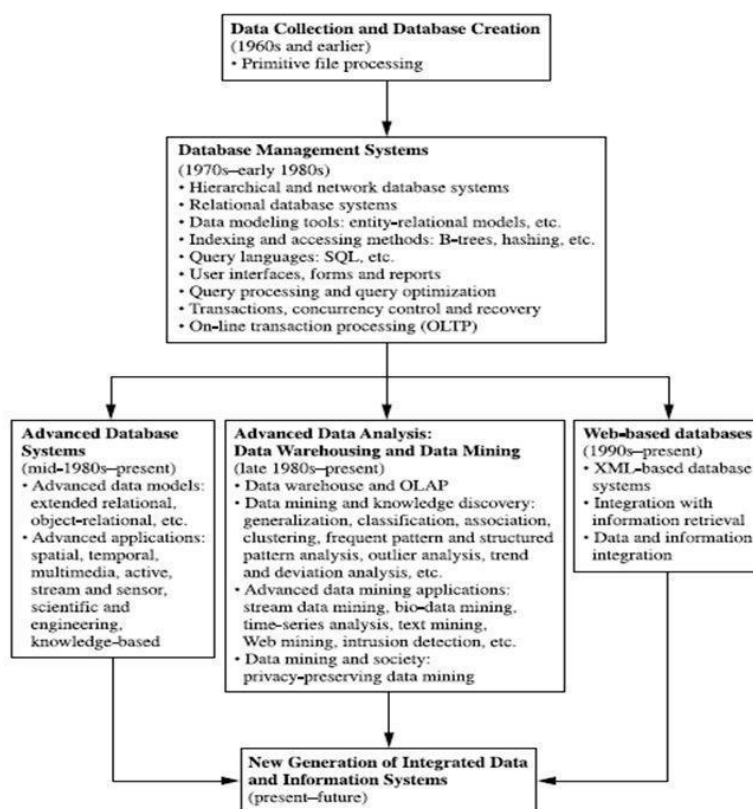 Data Collection and Database Creation
(1960s and earlier)
• Primitive file processing
Database Management Systems
(1970s–early 1980s)
• Hierarchical and network database systems
• Relational database systems
• Data modeling tools: entity-relational models, etc.
• Indexing and accessing methods: B-trees, hashing, etc.
• Query languages: SQL, etc.
• User interfaces, forms and reports
• Query processing and query optimization
• Transactions, concurrency control and recovery
• On-line transaction processing (OLTP)
Advanced Database
Systems
(mid-1980s–present)
• Advanced data models:
extended relational,
object-relational, etc.
• Advanced applications:
spatial, temporal,
multimedia, active,
stream and sensor,
scientific and
engineering,
knowledge-based
Advanced Data Analysis:
Data Warehousing and Data Mining
(late 1980s–present)
• Data warehouse and OLAP
• Data mining and knowledge discovery:
generalization, classification, association,
clustering, frequent pattern and structured
pattern analysis, outlier analysis, trend
and deviation analysis, etc.
• Advanced data mining applications:
stream data mining, bio-data mining,
time-series analysis, text mining,
Web mining, intrusion detection, etc.
• Data mining and society:
privacy-preserving data mining
Web-based databases
(1990s–present)
• XML-based database
systems
• Integration with
information retrieval
• Data and information
integration
New Generation of Integrated Data
and Information Systems
(present–future)